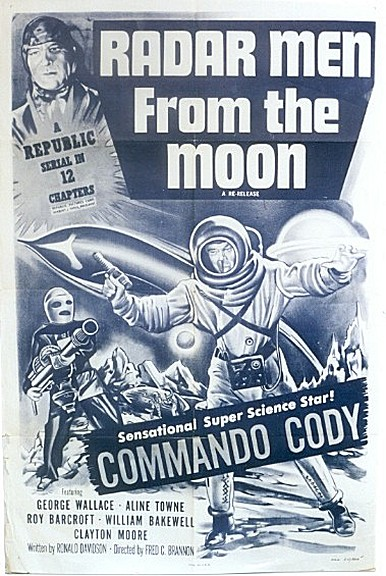 RADAR MEN
From the
moon
A RE-RELEASE
A
REPUBLIC
SERIAL IN
12
CHAPTERS
Sensational Super Science Star!
COMMANDO CODY
Featuring
GEORGE WALLACE · ALINE TOWNE
ROY BARCROFT · WILLIAM BAKEWELL
CLAYTON MOORE
Written by RONALD DAVIDSON · Directed by FRED C. BRANNON